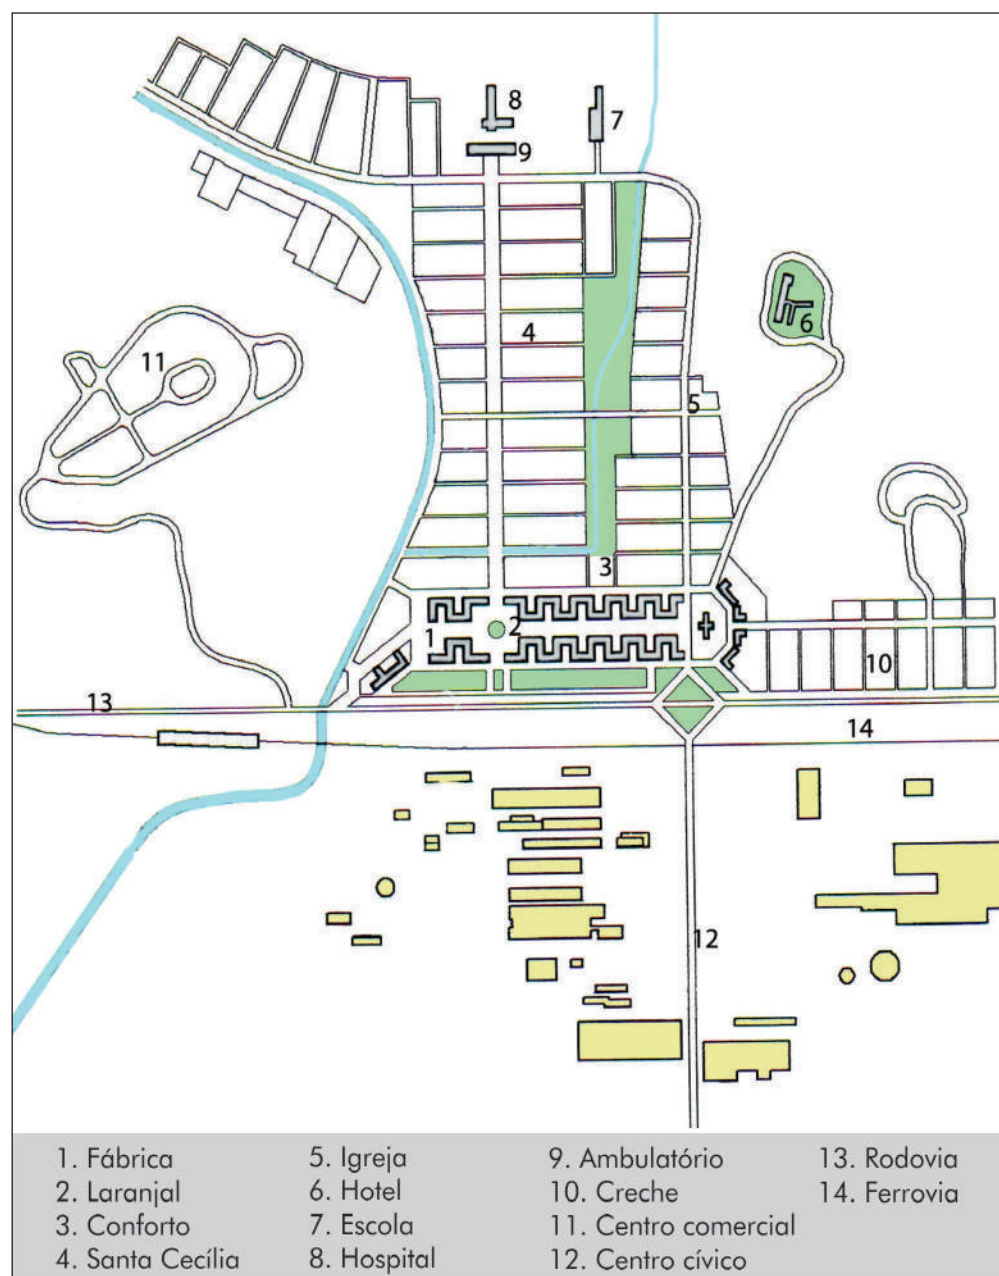 8
7
9
6
4
11
5
3
1
2
10
13
14
12
1. Fábrica
2. Laranjal
3. Conforto
4. Santa Cecília
5. Igreja
6. Hotel
7. Escola
8. Hospital
9. Ambulatório
10. Creche
11. Centro comercial
12. Centro cívico
13. Rodovia
14. Ferrovia